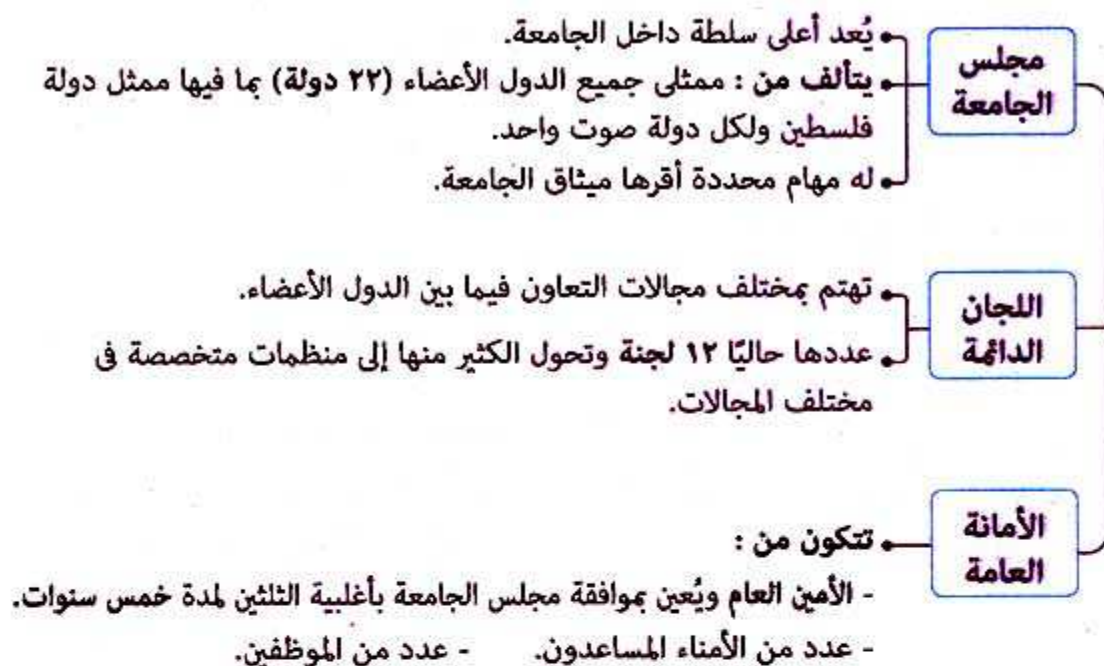 مجلس
الجامعة
يُعد أعلى سلطة داخل الجامعة.
يتألف من : ممثلى جميع الدول الأعضاء (٢٢ دولة) بما فيها ممثل دولة
فلسطين ولكل دولة صوت واحد.
له مهام محددة أقرها ميثاق الجامعة.
اللجان
الدائمة
تهتم بمختلف مجالات التعاون فيما بين الدول الأعضاء.
عددها حاليًا ١٢ لجنة وتحول الكثير منها إلى منظمات متخصصة فى
مختلف المجالات.
الأمانة
العامة
تتكون من :
- الأمين العام ويُعين بموافقة مجلس الجامعة بأغلبية الثلثين لمدة خمس سنوات.
- عدد من الأمناء المساعدون. - عدد من الموظفين.